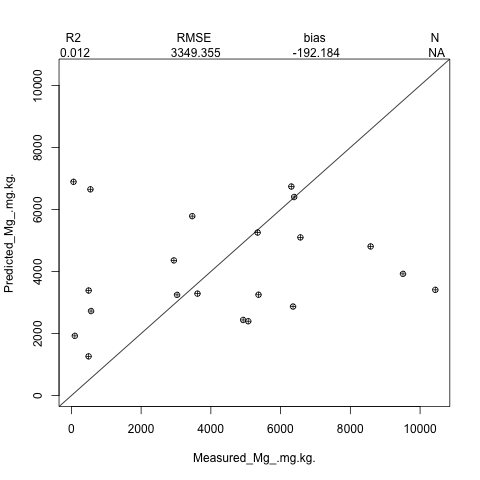 R2 RMSE bias N
0.012 3349.355 -192.184 NA
10000
8000
6000
4000
2000
0
Predicted_Mg_.mg.kg.
0 2000 4000 6000 8000 10000
Measured_Mg_.mg.kg.